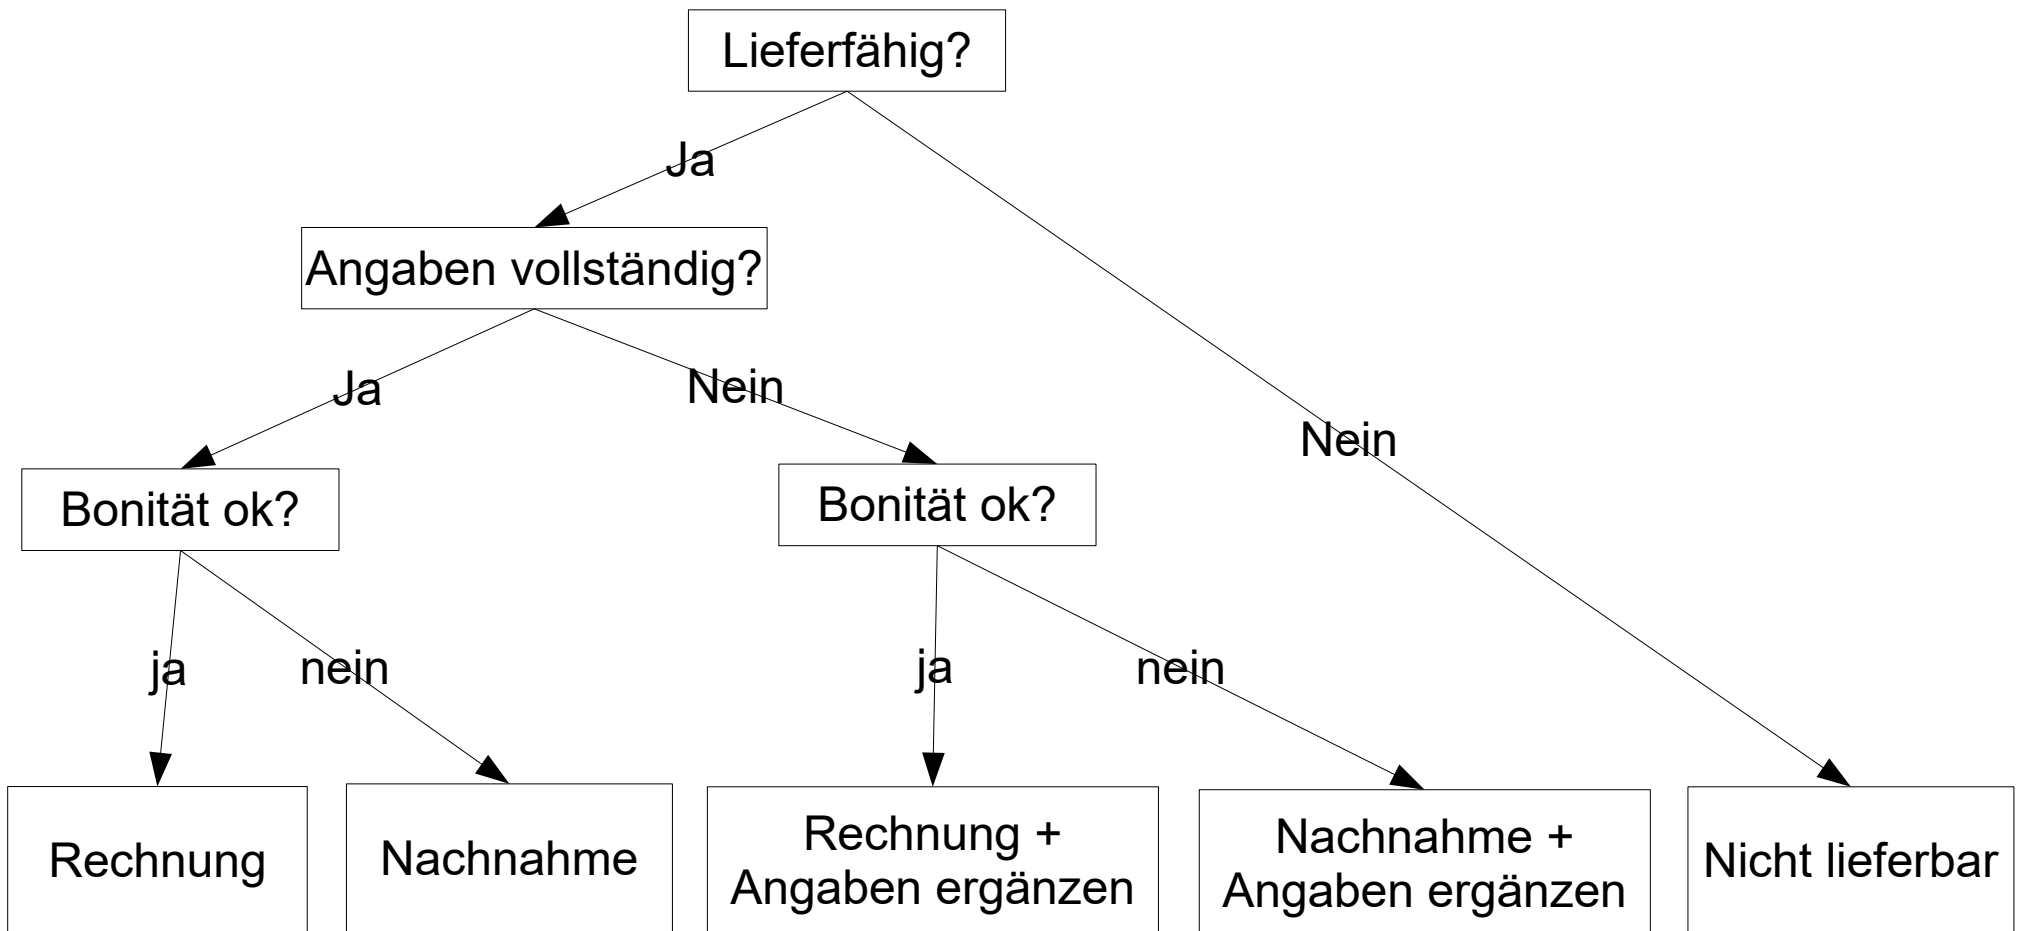 Lieferfähig?
Ja
Angaben vollständig?
Ja
Nein
Nein
Bonität ok?
Bonität ok?
ja
nein
ja
nein
Rechnung
Nachnahme
Rechnung +
Angaben ergänzen
Nachnahme +
Angaben ergänzen
Nicht lieferbar